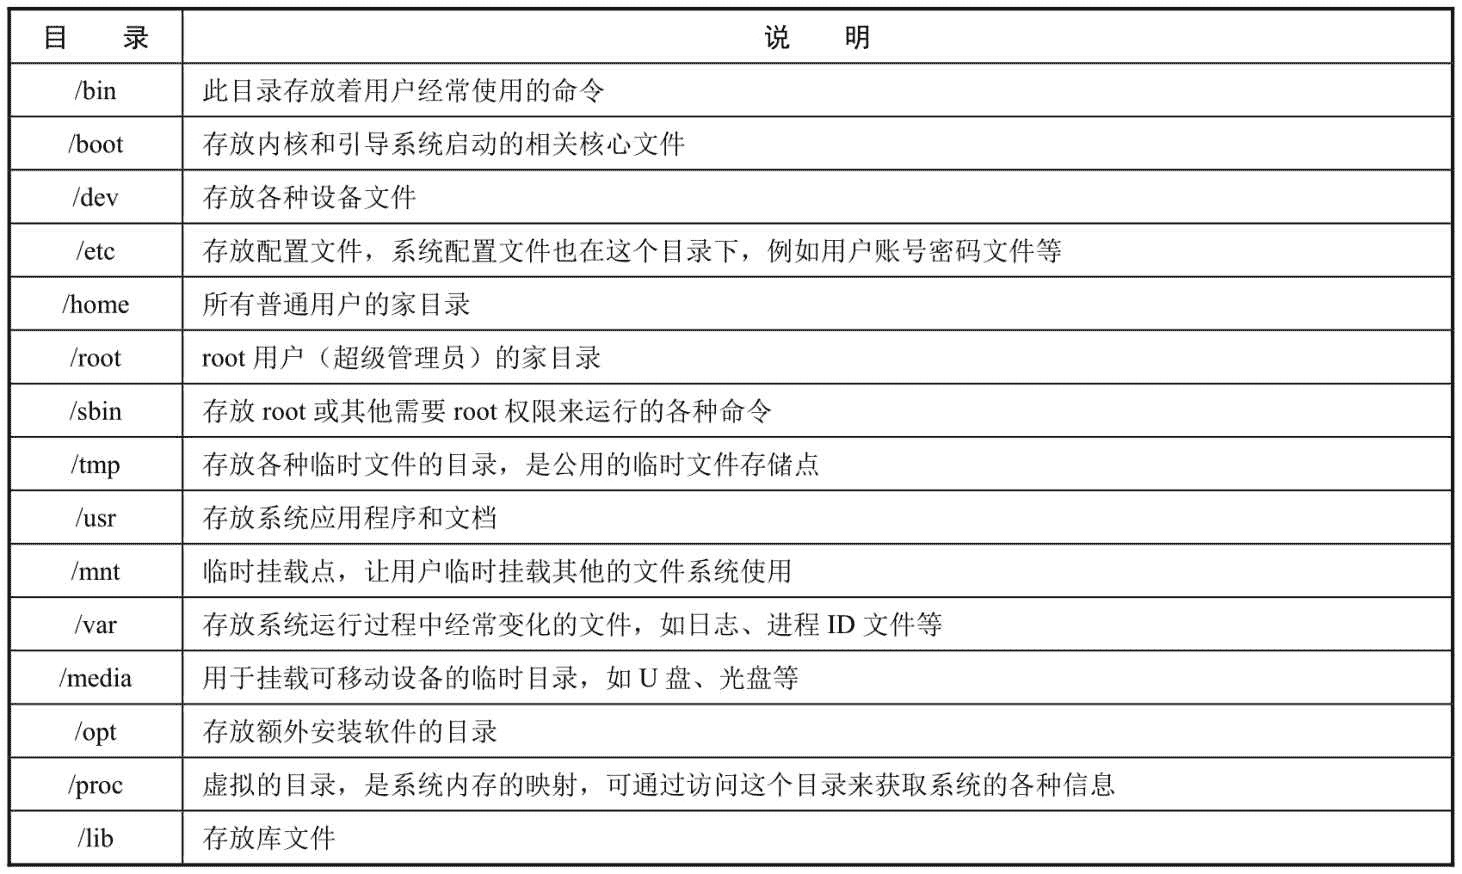 目 录 说 明
/bin 此目录存放着用户经常使用的命令
/boot 存放内核和引导系统启动的相关核心文件
/dev 存放各种设备文件
/etc 存放配置文件，系统配置文件也在这个目录下，例如用户账号密码文件等
/home 所有普通用户的家目录
/root root 用户（超级管理员）的家目录
/sbin 存放 root 或其他需要 root 权限来运行的各种命令
/tmp 存放各种临时文件的目录，是公用的临时文件存储点
/usr 存放系统应用程序和文档
/mnt 临时挂载点，让用户临时挂载其他的文件系统使用
/var 存放系统运行过程中经常变化的文件，如日志、进程 ID 文件等
/media 用于挂载可移动设备的临时目录，如 U 盘、光盘等
/opt 存放额外安装软件的目录
/proc 虚拟的目录，是系统内存的映射，可通过访问这个目录来获取系统的各种信息
/lib 存放库文件